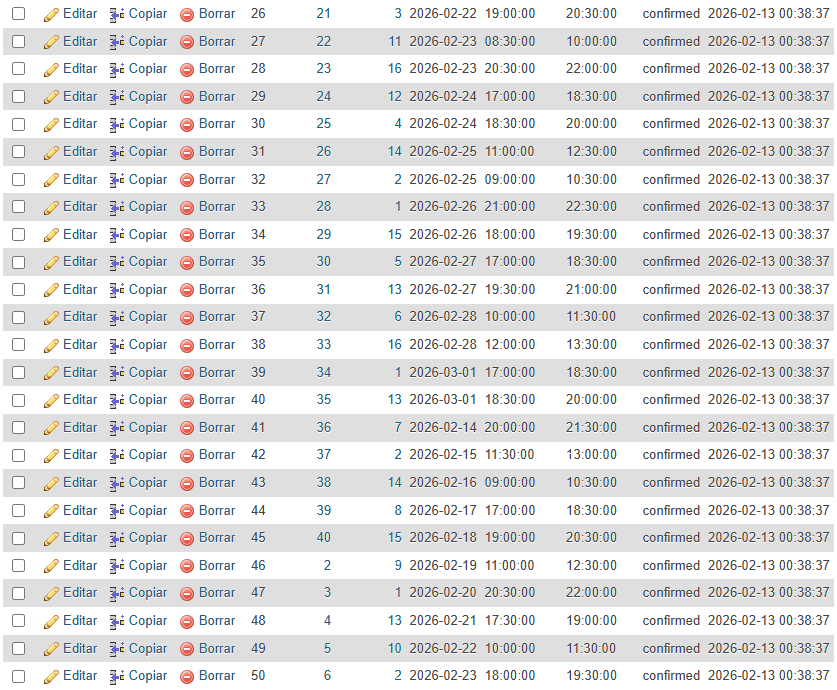 Editar Copiar Borrar 26 21 3 2026-02-22 19:00:00 20:30:00 confirmed 2026-02-13 00:38:37
Editar Copiar Borrar 27 22 11 2026-02-23 08:30:00 10:00:00 confirmed 2026-02-13 00:38:37
Editar Copiar Borrar 28 23 16 2026-02-23 20:30:00 22:00:00 confirmed 2026-02-13 00:38:37
Editar Copiar Borrar 29 24 12 2026-02-24 17:00:00 18:30:00 confirmed 2026-02-13 00:38:37
Editar Copiar Borrar 30 25 4 2026-02-24 18:30:00 20:00:00 confirmed 2026-02-13 00:38:37
Editar Copiar Borrar 31 26 14 2026-02-25 11:00:00 12:30:00 confirmed 2026-02-13 00:38:37
Editar Copiar Borrar 32 27 2 2026-02-25 09:00:00 10:30:00 confirmed 2026-02-13 00:38:37
Editar Copiar Borrar 33 28 1 2026-02-26 21:00:00 22:30:00 confirmed 2026-02-13 00:38:37
Editar Copiar Borrar 34 29 15 2026-02-26 18:00:00 19:30:00 confirmed 2026-02-13 00:38:37
Editar Copiar Borrar 35 30 5 2026-02-27 17:00:00 18:30:00 confirmed 2026-02-13 00:38:37
Editar Copiar Borrar 36 31 13 2026-02-27 19:30:00 21:00:00 confirmed 2026-02-13 00:38:37
Editar Copiar Borrar 37 32 6 2026-02-28 10:00:00 11:30:00 confirmed 2026-02-13 00:38:37
Editar Copiar Borrar 38 33 16 2026-02-28 12:00:00 13:30:00 confirmed 2026-02-13 00:38:37
Editar Copiar Borrar 39 34 1 2026-03-01 17:00:00 18:30:00 confirmed 2026-02-13 00:38:37
Editar Copiar Borrar 40 35 13 2026-03-01 18:30:00 20:00:00 confirmed 2026-02-13 00:38:37
Editar Copiar Borrar 41 36 7 2026-02-14 20:00:00 21:30:00 confirmed 2026-02-13 00:38:37
Editar Copiar Borrar 42 37 2 2026-02-15 11:30:00 13:00:00 confirmed 2026-02-13 00:38:37
Editar Copiar Borrar 43 38 14 2026-02-16 09:00:00 10:30:00 confirmed 2026-02-13 00:38:37
Editar Copiar Borrar 44 39 8 2026-02-17 17:00:00 18:30:00 confirmed 2026-02-13 00:38:37
Editar Copiar Borrar 45 40 15 2026-02-18 19:00:00 20:30:00 confirmed 2026-02-13 00:38:37
Editar Copiar Borrar 46 2 9 2026-02-19 11:00:00 12:30:00 confirmed 2026-02-13 00:38:37
Editar Copiar Borrar 47 3 1 2026-02-20 20:30:00 22:00:00 confirmed 2026-02-13 00:38:37
Editar Copiar Borrar 48 4 13 2026-02-21 17:30:00 19:00:00 confirmed 2026-02-13 00:38:37
Editar Copiar Borrar 49 5 10 2026-02-22 10:00:00 11:30:00 confirmed 2026-02-13 00:38:37
Editar Copiar Borrar 50 6 2 2026-02-23 18:00:00 19:30:00 confirmed 2026-02-13 00:38:37